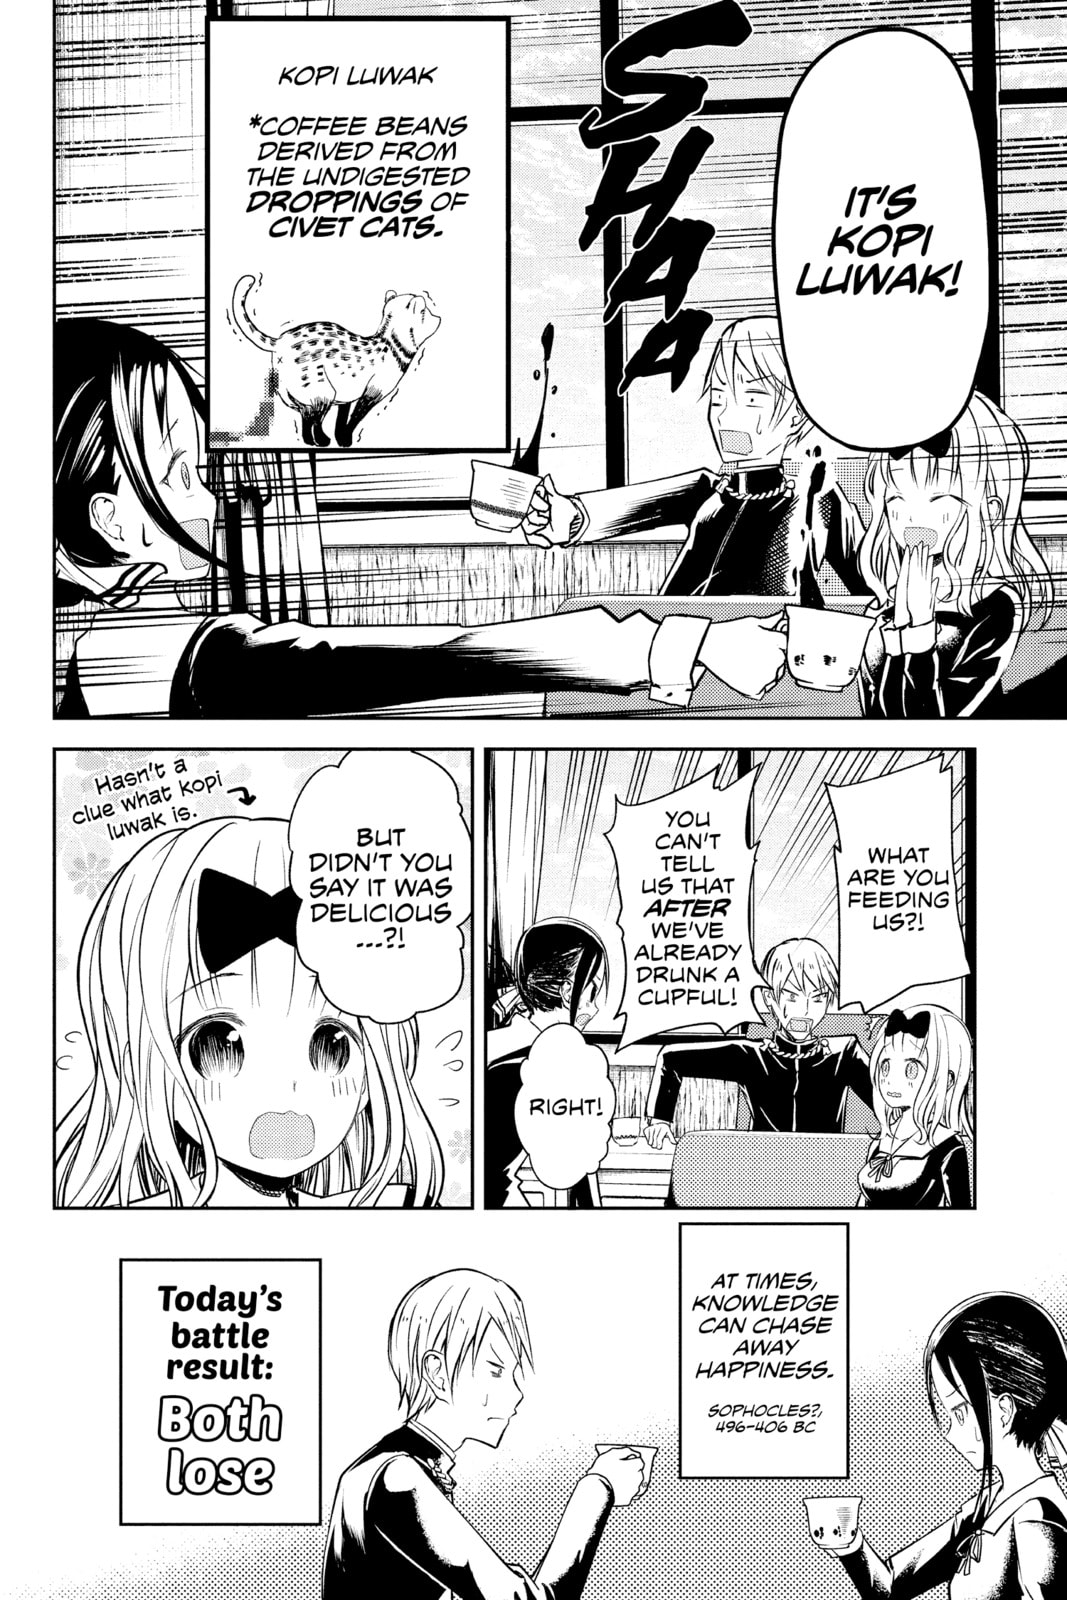 IT'S
KOPI
LUWAK!
SHAAA
KOPI LUWAK
*COFFEE BEANS
DERIVED FROM
THE UNDIGESTED
DROPPINGS OF
CIVET CATS.
WHAT
ARE YOU
FEEDING
US?!
YOU
CAN'T
TELL
US THAT
AFTER
WE'VE
ALREADY
DRUNK A
CUPFUL!
RIGHT!
BUT
DIDN'T YOU
SAY IT WAS
DELICIOUS
...?!
Hasn't a
clue what kopi
luwak is.
AT TIMES,
KNOWLEDGE
CAN CHASE
AWAY
HAPPINESS.
SOPHOCLES?,
496-406 BC
Today's
battle
result:
Both
lose